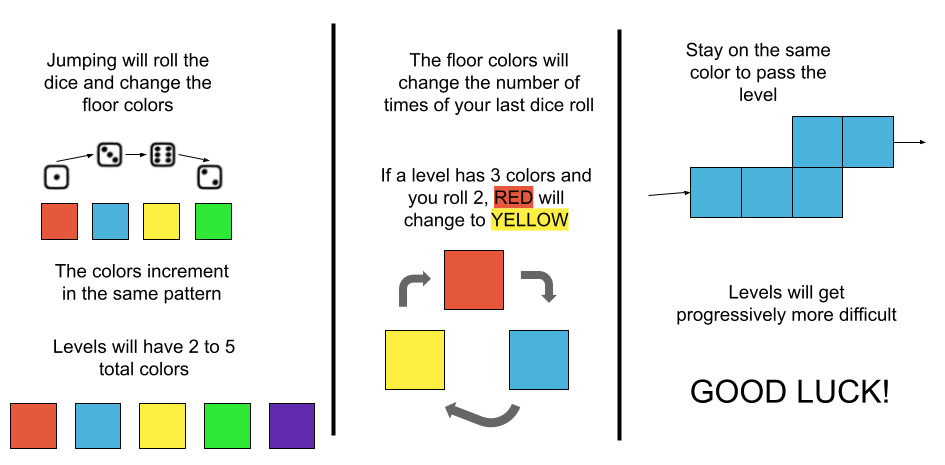 Jumping will roll the
dice and change the
floor colors
The colors increment
in the same pattern
Levels will have 2 to 5
total colors
The floor colors will
change the number of
times of your last dice roll
If a level has 3 colors and
you roll 2, RED will
change to YELLOW
Stay on the same
color to pass the
level
Levels will get
progressively more difficult
GOOD LUCK!